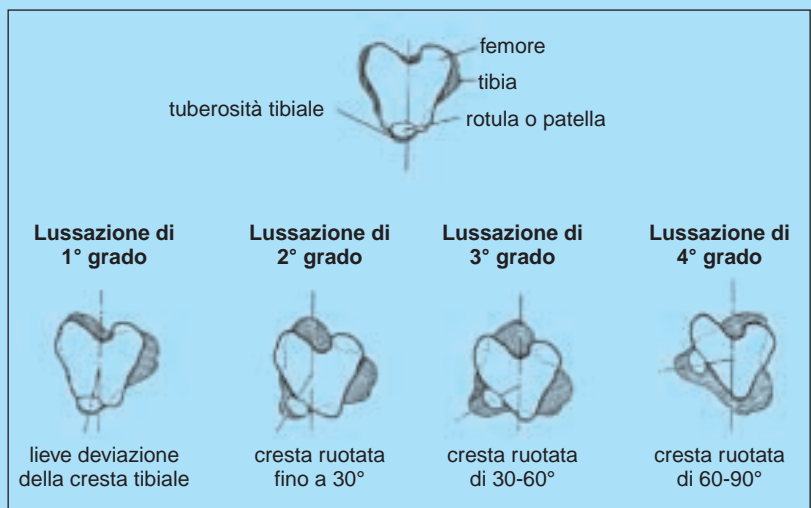 femore
tibia
tuberosità tibiale
rotula o patella
Lussazione di
1° grado
Lussazione di
2° grado
Lussazione di
3° grado
Lussazione di
4° grado
lieve deviazione
della cresta tibiale
cresta ruotata
fino a 30°
cresta ruotata
di 30-60°
cresta ruotata
di 60-90°